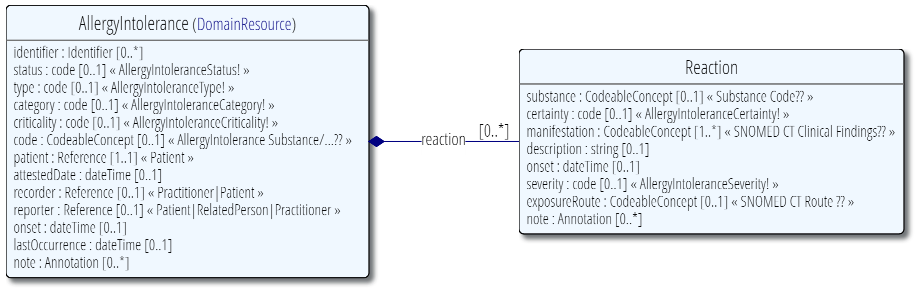 AllergyIntolerance (DomainResource)
identifier : Identifier [0..*]
status : code [0..1] « AllergyIntoleranceStatus! »
type : code [0..1] « AllergyIntoleranceType! »
category : code [0..1] « AllergyIntoleranceCategory! »
criticality : code [0..1] « AllergyIntoleranceCriticality! »
code : CodeableConcept [0..1] « AllergyIntolerance Substance/...?? »
patient : Reference [1..1] « Patient »
attestedDate : dateTime [0..1]
recorder : Reference [0..1] « Practitioner|Patient »
reporter : Reference [0..1] « Patient|RelatedPerson|Practitioner »
onset : dateTime [0..1]
lastOccurrence : dateTime [0..1]
note : Annotation [0..*]
reaction
[0..*]
Reaction
substance : CodeableConcept [0..1] « Substance Code?? »
certainty : code [0..1] « AllergyIntoleranceCertainty! »
manifestation : CodeableConcept [1..*] « SNOMED CT Clinical Findings?? »
description : string [0..1]
onset : dateTime [0..1]
severity : code [0..1] « AllergyIntoleranceSeverity! »
exposureRoute : CodeableConcept [0..1] « SNOMED CT Route ?? »
note : Annotation [0..*]